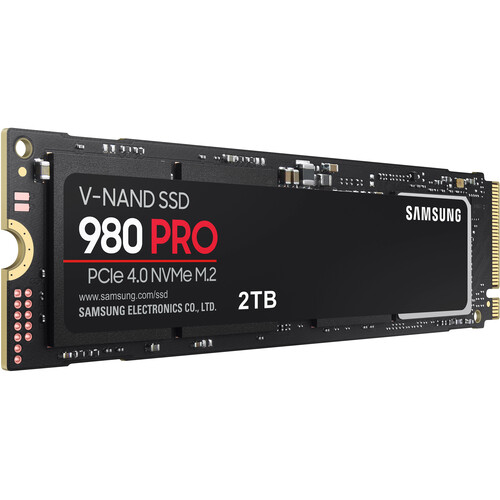 V-NAND SSD
980 PRO
PCIe 4.0 NVMe M.2
www.samsung.com/ssd
SAMSUNG ELECTRONICS CO., LTD.
2TB
SAMSUNG